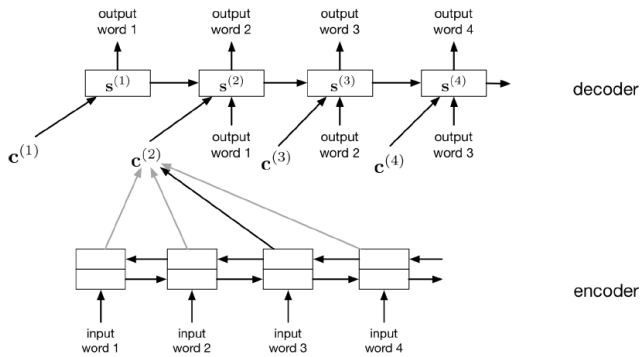 output output output output
word 1 word 2 word 3 word 4
s^(1) s^(2) s^(3) s^(4)
decoder
output output output
word 1 word 2 word 3
c^(1) c^(2) c^(3) c^(4)
encoder
input input input input
word 1 word 2 word 3 word 4